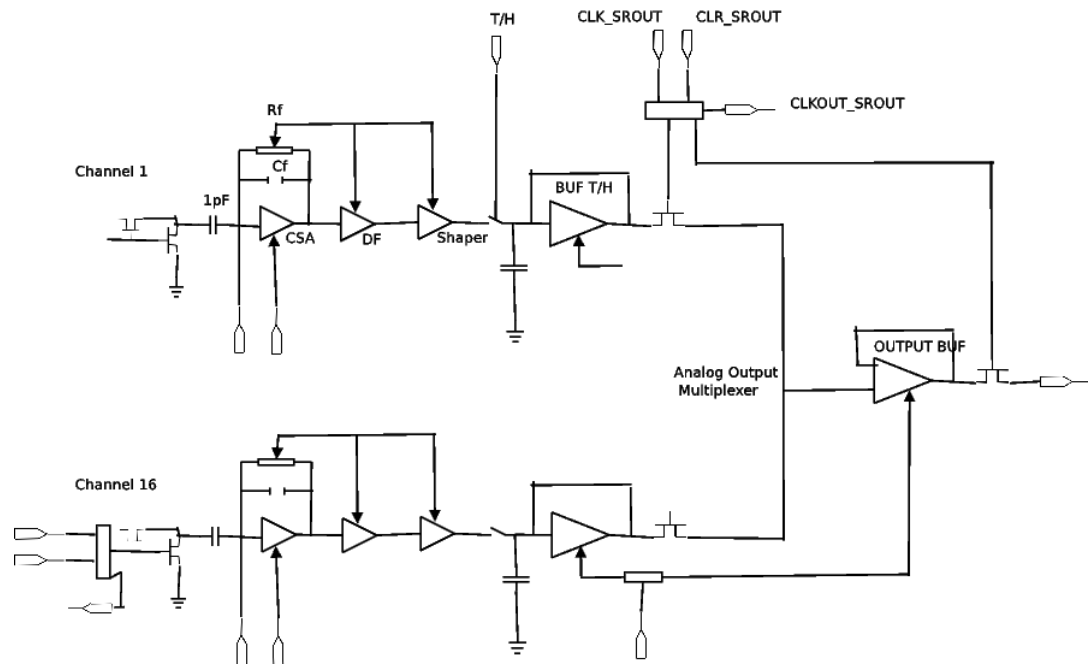 T/H
CLK_SROUT
CLR_SROUT
CLKOUT_SROUT
Rf
Channel 1
Cf
1pF
BUF T/H
CSA
DF
Shaper
OUTPUT BUF
Analog Output
Multiplexer
Channel 16